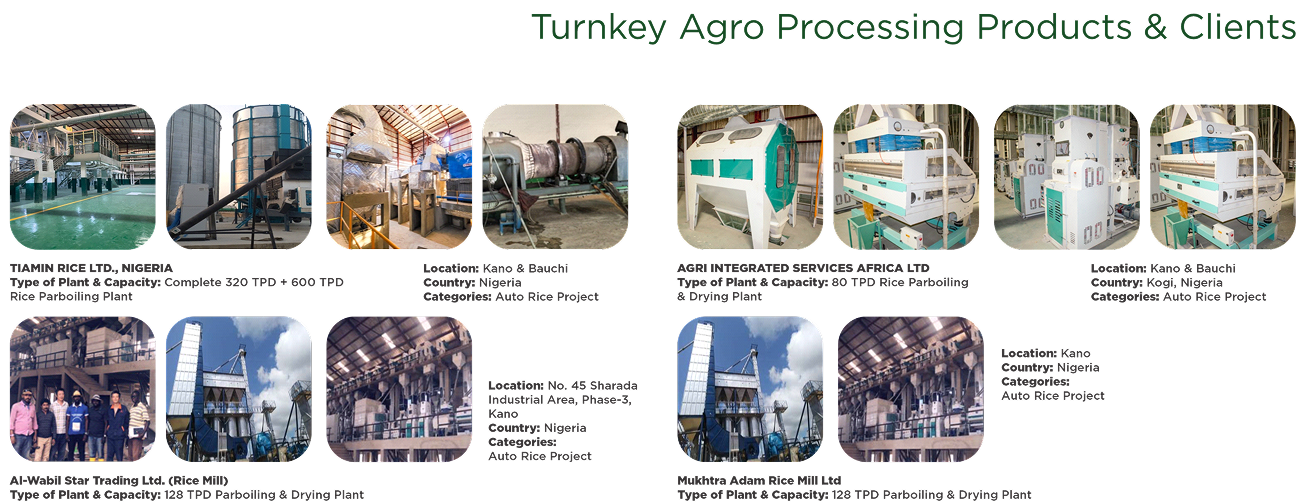 Turnkey Agro Processing Products & Clients
TIAMIN RICE LTD., NIGERIA
Type of Plant & Capacity: Complete 320 TPD + 600 TPD
Rice Parboiling Plant
Location: Kano & Bauchi
Country: Nigeria
Categories: Auto Rice Project
AGRI INTEGRATED SERVICES AFRICA LTD
Type of Plant & Capacity: 80 TPD Rice Parboiling
& Drying Plant
Location: Kano & Bauchi
Country: Kogi, Nigeria
Categories: Auto Rice Project
Location: No. 45 Sharada
Industrial Area, Phase-3,
Kano
Country: Nigeria
Categories:
Auto Rice Project
Al-Wabil Star Trading Ltd. (Rice Mill)
Type of Plant & Capacity: 128 TPD Parboiling & Drying Plant
Location: Kano
Country: Nigeria
Categories:
Auto Rice Project
Mukhtra Adam Rice Mill Ltd
Type of Plant & Capacity: 128 TPD Parboiling & Drying Plant